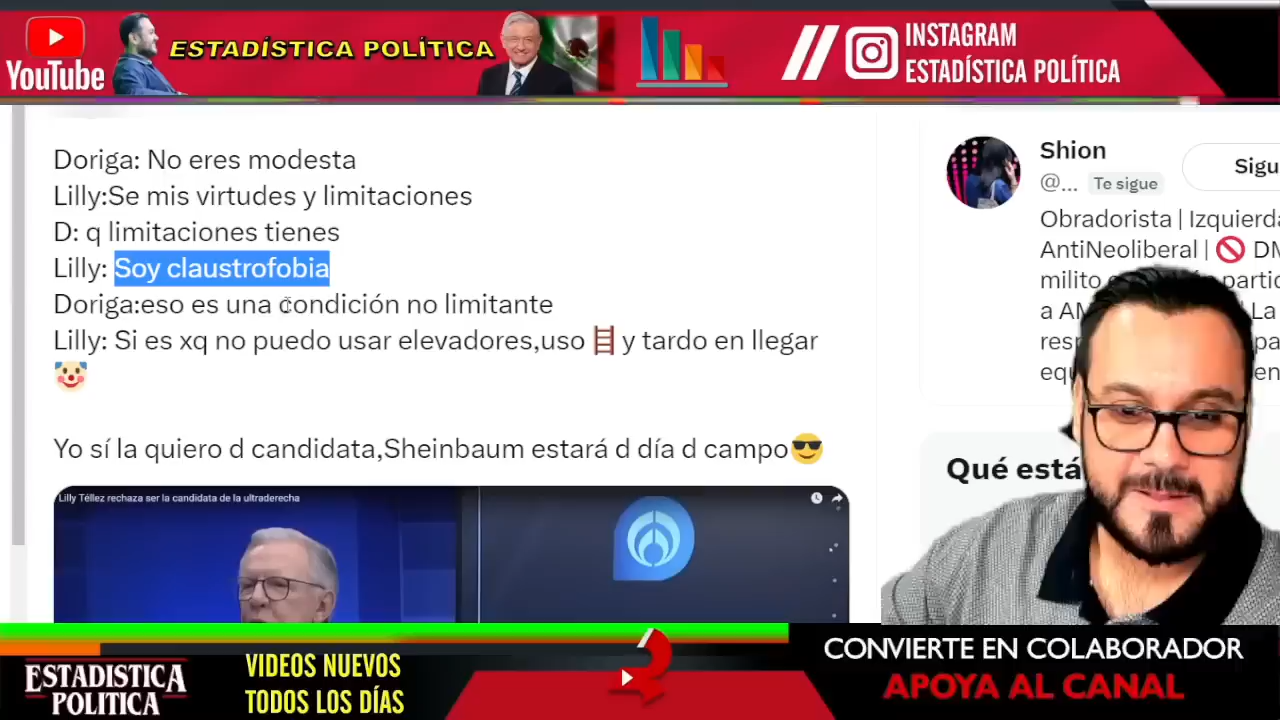 YouTube
ESTADÍSTICA POLÍTICA
INSTAGRAM
ESTADÍSTICA POLÍTICA
Doriga: No eres modesta
Lilly:Se mis virtudes y limitaciones
D: q limitaciones tienes
Lilly: Soy claustrofobia
Doriga:eso es una condición no limitante
Lilly: Si es xq no puedo usar elevadores,uso 🪜 y tardo en llegar
🤡
Yo sí la quiero d candidata,Sheinbaum estará d día d campo😎
Lilly Téllez rechaza ser la candidata de la ultraderecha
Shion
@... Te sigue
Obradorista | Izquierda
AntiNeoliberal | 🚫
milito
a
Qué está
ESTADISTICA
POLÍTICA
VIDEOS NUEVOS
TODOS LOS DÍAS
CONVIERTE EN COLABORADOR
APOYA AL CANAL